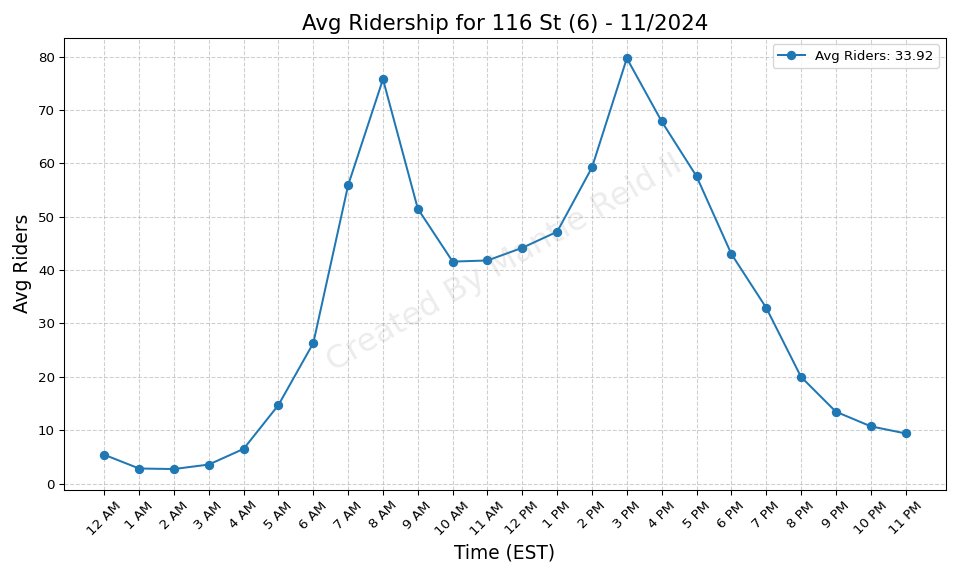 Avg Ridership for 116 St (6) - 11/2024
Avg Riders: 33.92
Avg Riders
80
70
60
50
40
30
20
10
0
12 AM
1 AM
2 AM
3 AM
4 AM
5 AM
6 AM
7 AM
8 AM
9 AM
10 AM
11 AM
12 PM
1 PM
2 PM
3 PM
4 PM
5 PM
6 PM
7 PM
8 PM
9 PM
10 PM
11 PM
Time (EST)
Created By Reid II